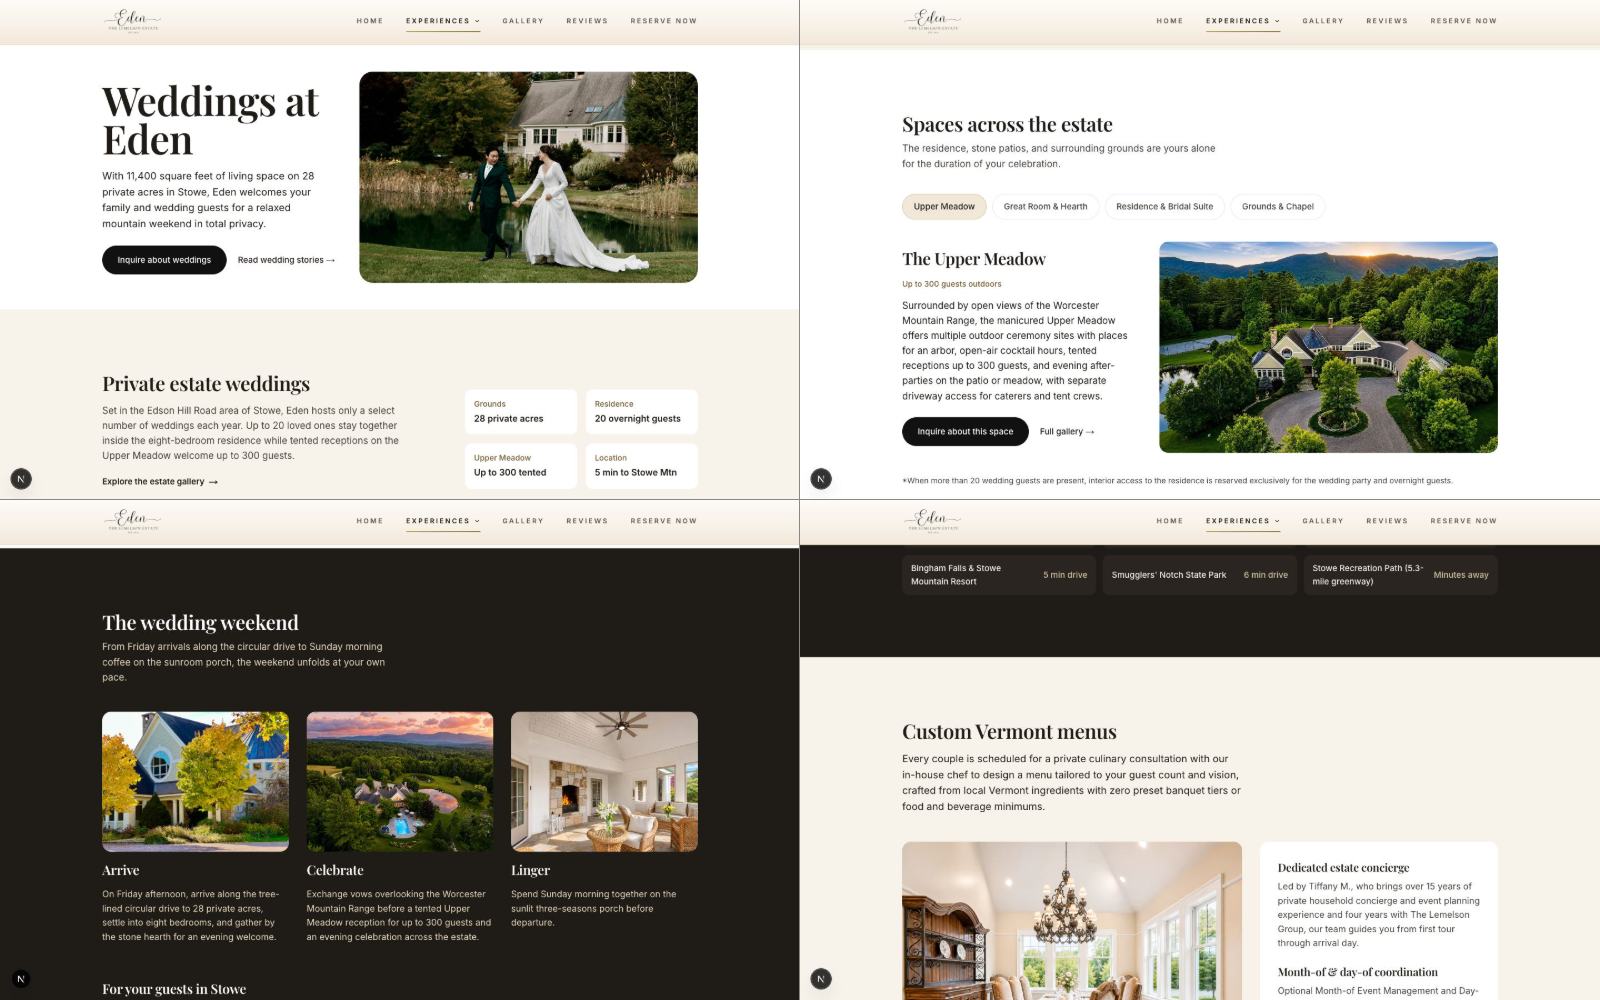 Eden
THE LEMELSON ESTATE
HOME
EXPERIENCES
GALLERY
REVIEWS
RESERVE NOW
Weddings at
Eden
With 11,400 square feet of living space on 28
private acres in Stowe, Eden welcomes your
family and wedding guests for a relaxed
mountain weekend in total privacy.
Inquire about weddings
Read wedding stories →
Private estate weddings
Set in the Edson Hill Road area of Stowe, Eden hosts only a select
number of weddings each year. Up to 20 loved ones stay together
inside the eight-bedroom residence while tented receptions on the
Upper Meadow welcome up to 300 guests.
Explore the estate gallery →
Grounds
28 private acres
Residence
20 overnight guests
Upper Meadow
Up to 300 tented
Location
5 min to Stowe Mtn
N
Eden
THE LEMELSON ESTATE
HOME
EXPERIENCES
GALLERY
REVIEWS
RESERVE NOW
Spaces across the estate
The residence, stone patios, and surrounding grounds are yours alone
for the duration of your celebration.
Upper Meadow
Great Room & Hearth
Residence & Bridal Suite
Grounds & Chapel
The Upper Meadow
Up to 300 guests outdoors
Surrounded by open views of the Worcester
Mountain Range, the manicured Upper Meadow
offers multiple outdoor ceremony sites with places
for an arbor, open-air cocktail hours, tented
receptions up to 300 guests, and evening after-
parties on the patio or meadow, with separate
driveway access for caterers and tent crews.
Inquire about this space
Full gallery →
*When more than 20 wedding guests are present, interior access to the residence is reserved exclusively for the wedding party and overnight guests.
N
Eden
THE LEMELSON ESTATE
HOME
EXPERIENCES
GALLERY
REVIEWS
RESERVE NOW
The wedding weekend
From Friday arrivals along the circular drive to Sunday morning
coffee on the sunroom porch, the weekend unfolds at your own
pace.
Arrive
On Friday afternoon, arrive along the tree-
lined circular drive to 28 private acres,
settle into eight bedrooms, and gather by
the stone hearth for an evening welcome.
Celebrate
Exchange vows overlooking the Worcester
Mountain Range before a tented Upper
Meadow reception for up to 300 guests and
an evening celebration across the estate.
Linger
Spend Sunday morning together on the
sunlit three-seasons porch before
departure.
For your guests in Stowe
N
Eden
THE LEMELSON ESTATE
HOME
EXPERIENCES
GALLERY
REVIEWS
RESERVE NOW
Bingham Falls & Stowe
Mountain Resort
5 min drive
Smugglers' Notch State Park
6 min drive
Stowe Recreation Path (5.3-
mile greenway)
Minutes away
Custom Vermont menus
Every couple is scheduled for a private culinary consultation with our
in-house chef to design a menu tailored to your guest count and vision,
crafted from local Vermont ingredients with zero preset banquet tiers or
food and beverage minimums.
Dedicated estate concierge
Led by Tiffany M., who brings over 15 years of
private household concierge and event planning
experience and four years with The Lemelson
Group, our team guides you from first tour
through arrival day.
Month-of & day-of coordination
Optional Month-of Event Management and Day-
N